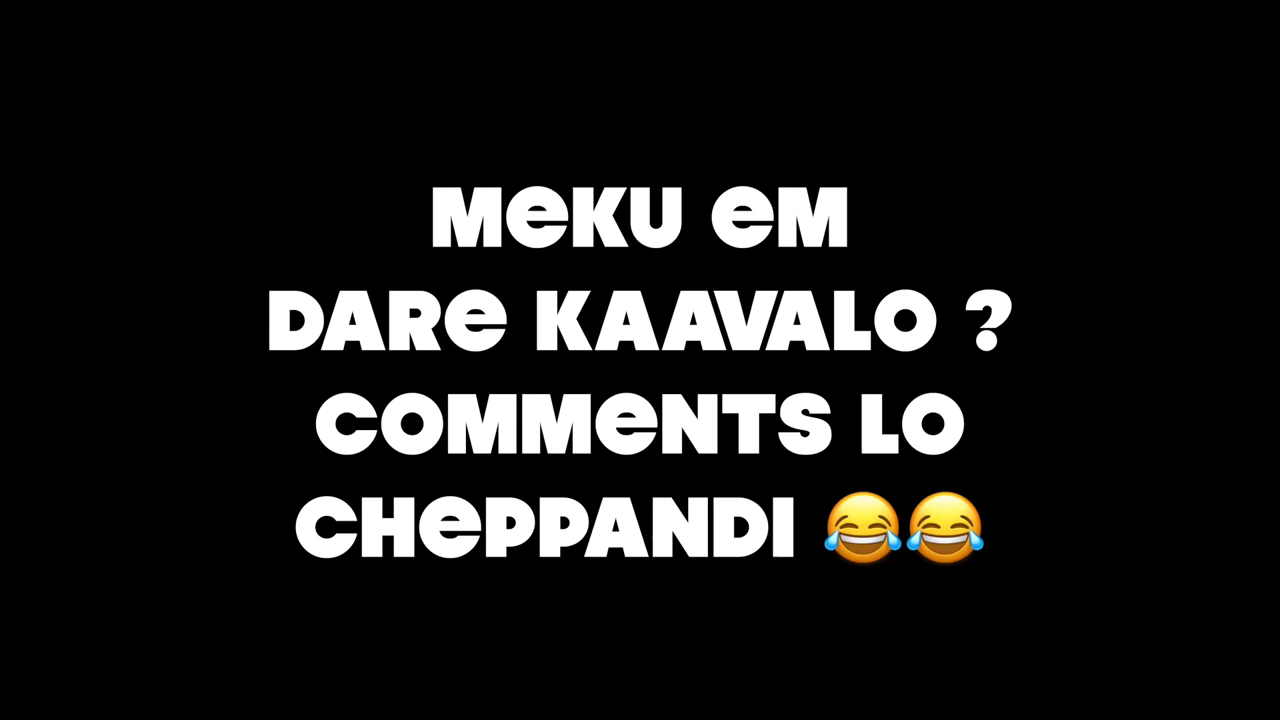 MeKU eM
DARe KAAVALO ?
COMMeNTS LO
CHePPANDI 😂😂